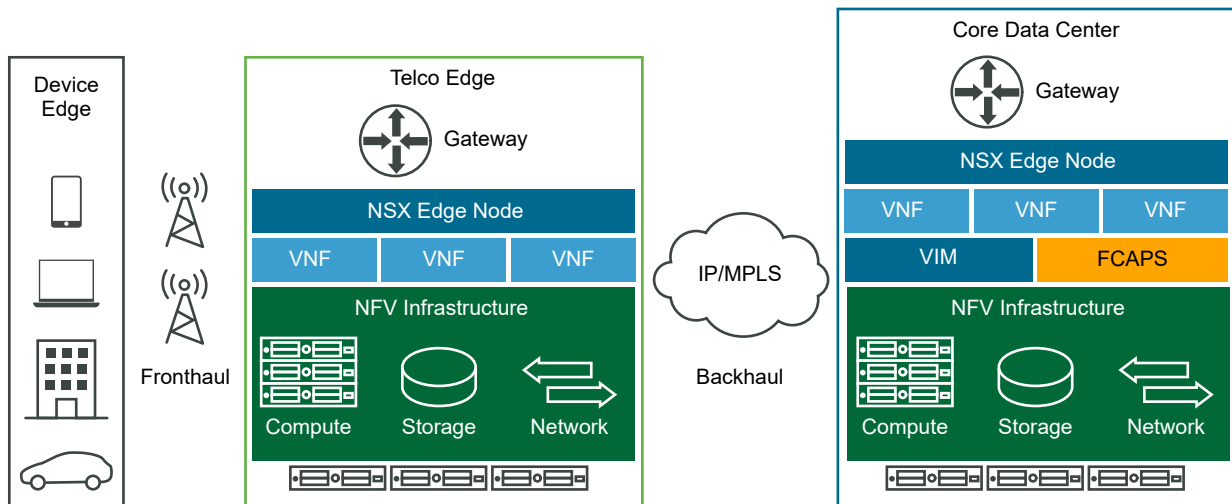 Device
Edge
Fronthaul
Telco Edge
Gateway
NSX Edge Node
VNF VNF VNF
NFV Infrastructure
Compute Storage Network
IP/MPLS
Backhaul
Core Data Center
Gateway
NSX Edge Node
VNF VNF VNF
VIM FCAPS
NFV Infrastructure
Compute Storage Network